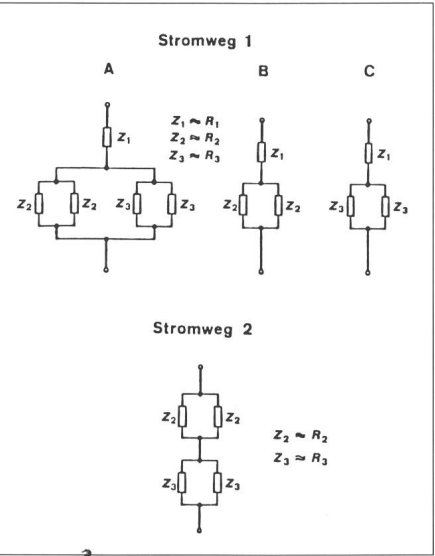 Stromweg 1
A B C
Z₁ ≈ R₁
Z₂ ≈ R₂
Z₃ ≈ R₃
Z₁ Z₁ Z₁
Z₂ Z₂ Z₃ Z₃ Z₂ Z₂ Z₃ Z₃
Stromweg 2
Z₂ Z₂
Z₂ ≈ R₂
Z₃ ≈ R₃
Z₃ Z₃